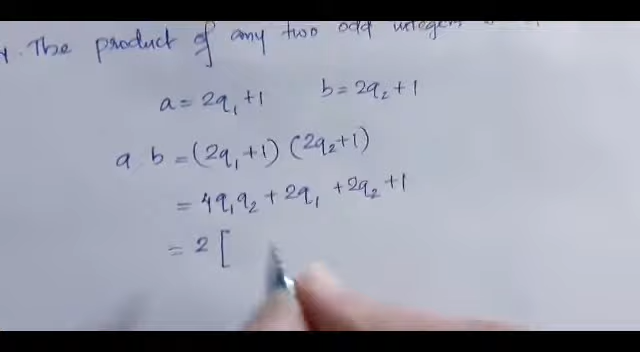 The product of any two odd integers
a = 2q₁+1 b = 2q₂+1
a. b = (2q₁+1) (2q₂+1)
= 4q₁q₂ + 2q₁ + 2q₂ + 1
= 2 [